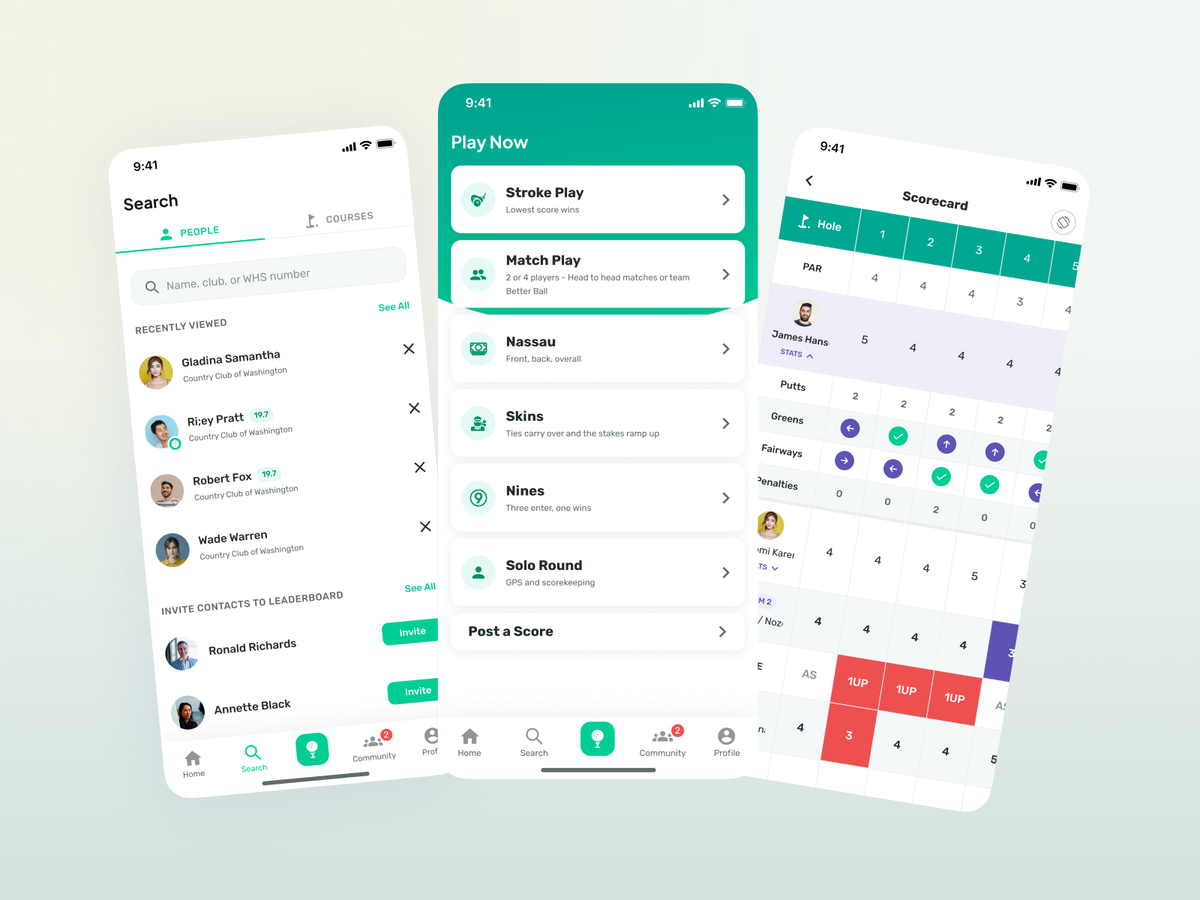 9:41
Search
PEOPLE
COURSES
Name, club, or WHS number
RECENTLY VIEWED
See All
Gladina Samantha
Country Club of Washington
Ri;ey Pratt 19.7
Country Club of Washington
Robert Fox 19.7
Country Club of Washington
Wade Warren
Country Club of Washington
INVITE CONTACTS TO LEADERBOARD
See All
Ronald Richards
Invite
Annette Black
Invite
Home
Search
2
Community
Prof
9:41
Play Now
Stroke Play
Lowest score wins
Match Play
2 or 4 players - Head to head matches or team
Better Ball
Nassau
Front, back, overall
Skins
Ties carry over and the stakes ramp up
9
Nines
Three enter, one wins
Solo Round
GPS and scorekeeping
Post a Score
Home
Search
2
Community
Profile
9:41
Scorecard
Hole 1 2 3 4 5
PAR 4 4 4 3 4
James Hans
STATS
5 4 4 4 4
Putts 2 2 2 2 2
Greens
Fairways
Penalties 0 0 2 0 0
omi Karer
TS
4 4 4 5 3
M 2
/ Noz
4 4 4 4 3
E AS 1UP 1UP 1UP AS
4 3 4 4 5